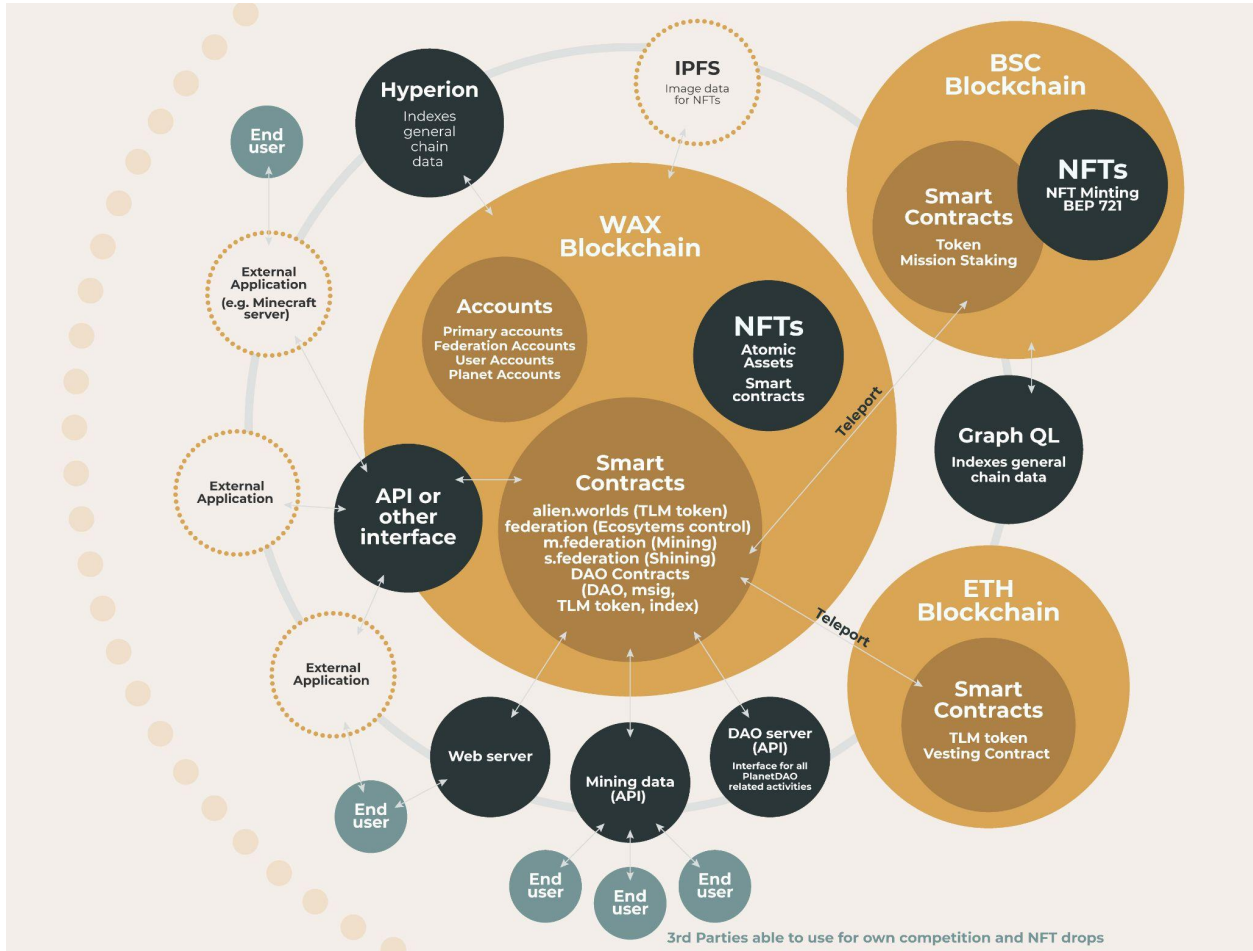 IPFS
Image data
for NFTs
Hyperion
Indexes
general
chain
data
End
user
BSC
Blockchain
NFTs
NFT Minting
BEP 721
Smart
Contracts
Token
Mission Staking
WAX
Blockchain
External
Application
(e.g. Minecraft
server)
Accounts
Primary accounts
Federation Accounts
User Accounts
Planet Accounts
NFTs
Atomic
Assets
Smart
contracts
Teleport
Graph QL
Indexes general
chain data
External
Application
API or
other
interface
Smart
Contracts
alien.worlds (TLM token)
federation (Ecosytems control)
m.federation (Mining)
s.federation (Shining)
DAO Contracts
(DAO, msig,
TLM token, index)
ETH
Blockchain
Teleport
Smart
Contracts
TLM token
Vesting Contract
External
Application
Web server
Mining data
(API)
DAO server
(API)
Interface for all
PlanetDAO
related activities
End
user
End
user
End
user
End
user
3rd Parties able to use for own competition and NFT drops